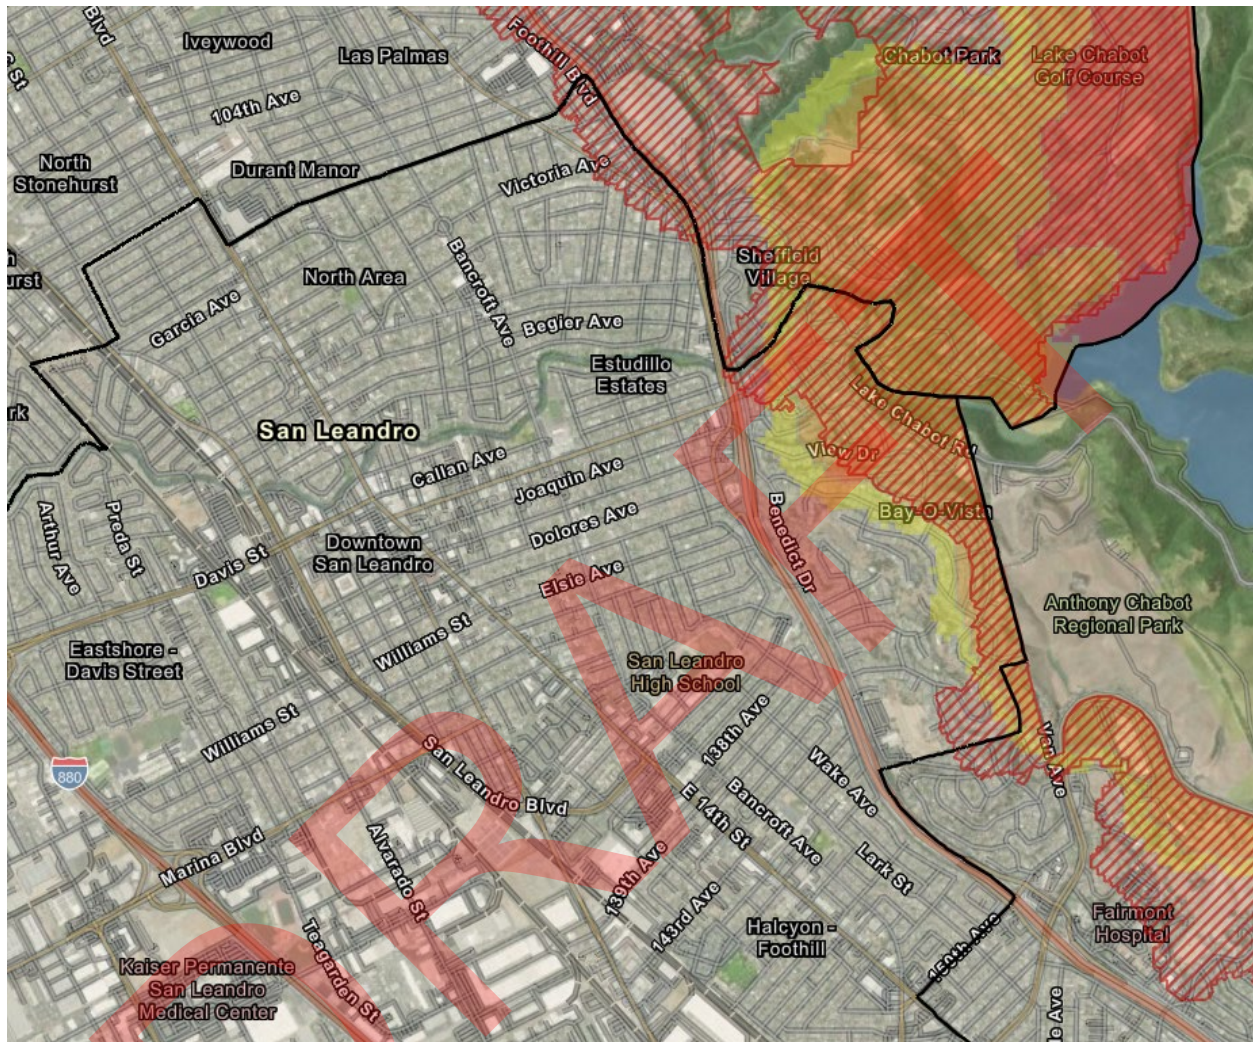 Blvd
Iveywood
Las Palmas
Foothill Blvd
Chabot Park
Lake Chabot
Golf Course
104th Ave
North
Stonehurst
Durant Manor
Victoria Ave
Sheffield
Village
North Area
Bancroft Ave
Garcia Ave
Begier Ave
Estudillo
Estates
San Leandro
Lake Chabot Rd
View Dr
Callan Ave
Joaquin Ave
Dolores Ave
Bay-O-Vista
Benedict Dr
Arthur Ave
Preda St
Davis St
Downtown
San Leandro
Elsie Ave
Anthony Chabot
Regional Park
Eastshore -
Davis Street
Williams St
San Leandro
High School
Williams St
138th Ave
Wake Ave
880
San Leandro Blvd
E 14th St
Bancroft Ave
Marina Blvd
Alvarado St
139th Ave
Lark St
143rd Ave
Halcyon -
Foothill
150th Ave
Fairmont
Hospital
Teagarden St
Kaiser Permanente
San Leandro
Medical Center
DRAFT